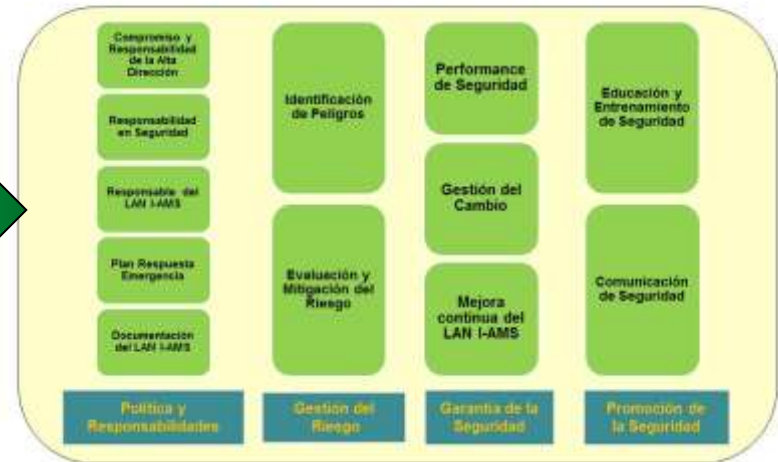 Compromiso y
Responsabilidad
de la Alta
Dirección
Responsabilidad
en Seguridad
Responsable del
LAN I-AMS
Plan Respuesta
Emergencia
Documentación
del LAN I-AMS
Política y
Responsabilidades
Identificación
de Peligros
Evaluación y
Mitigación del
Riesgo
Gestión del
Riesgo
Performance
de Seguridad
Gestión del
Cambio
Mejora
continua del
LAN I-AMS
Garantía de la
Seguridad
Educación y
Entrenamiento
de Seguridad
Comunicación
de Seguridad
Promoción de
la Seguridad